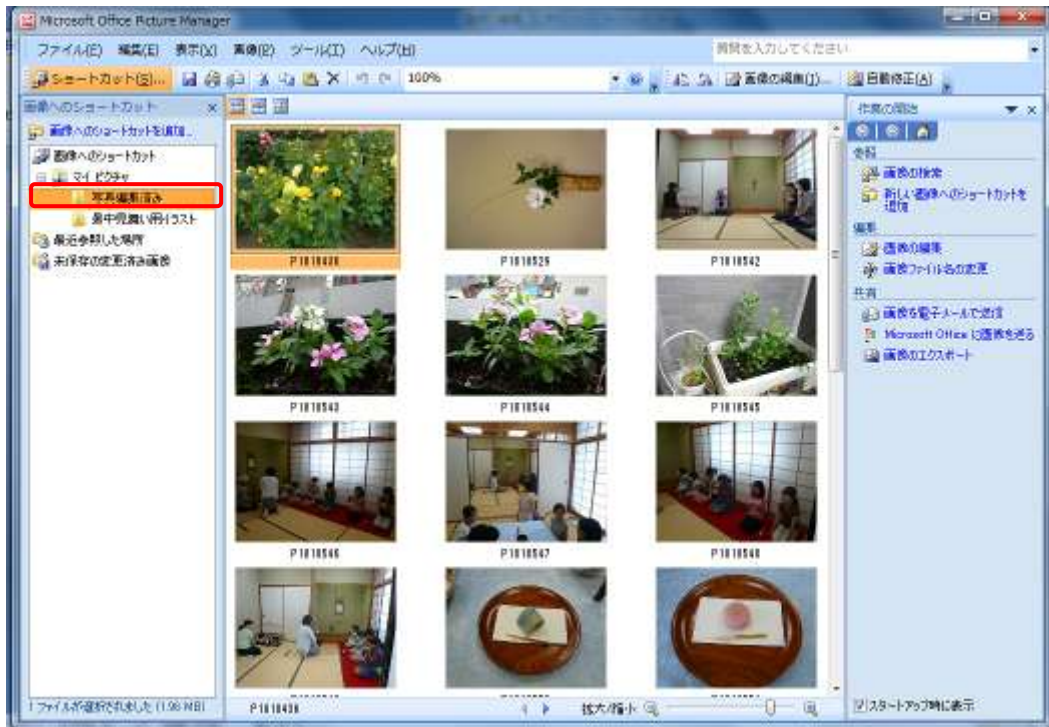 Microsoft Office Picture Manager
ファイル(F) 編集(E) 表示(V) 画像(P) ツール(T) ヘルプ(H)
質問を入力してください
ショートカット(S)... 100% 画像の編集(I)... 自動修正(A)
画像へのショートカット
画像へのショートカットを追加...
画像へのショートカット
マイ ピクチャ
写真編集済み
暑中見舞い用イラスト
最近参照した場所
未保存の変更済み画像
P1010529 P1010542
P1010543 P1010544 P1010545
P1010546 P1010547 P1010548
作業の開始
参照
画像の検索
新しい画像へのショートカットを
追加
編集
画像の編集
画像ファイル名の変更
共有
画像を電子メールで送信
Microsoft Office に画像を送る
画像のエクスポート
1 ファイルが選択されました (1.96 MB)
拡大/縮小
スタートアップ時に表示